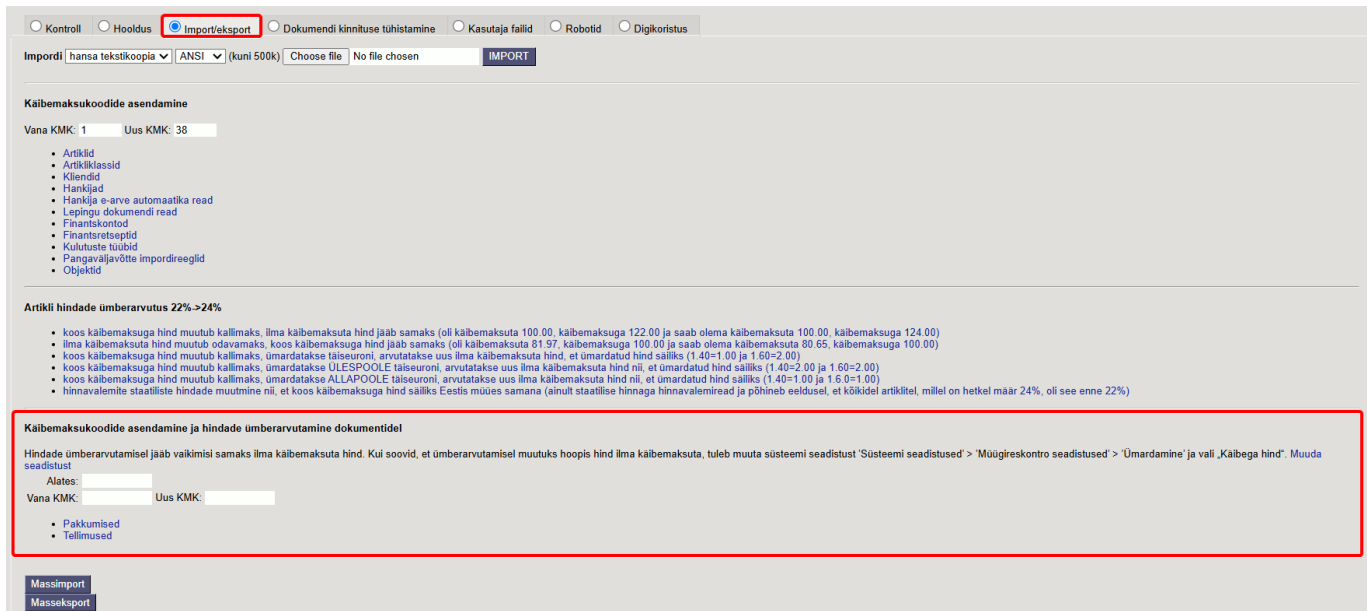 Kontroll Hooldus Import/eksport Dokumendi kinnituse tühistamine Kasutaja failid Robotid Digikoristus
Impordi hansa tekstikoopia ANSI (kuni 500k) Choose file No file chosen IMPORT
Käibemaksukoodide asendamine
Vana KMK: 1 Uus KMK: 38
Artiklid
Artikliklassid
Kliendid
Hankijad
Hankija e-arve automaatika read
Lepingu dokumendi read
Finantskontod
Finantsretseptid
Kulutuste tüübid
Pangaväljavõtte impordireeglid
Objektid
Artikli hindade ümberarvutus 22%->24%
koos käibemaksuga hind muutub kallimaks, ilma käibemaksuta hind jääb samaks (oli käibemaksuta 100.00, käibemaksuga 122.00 ja saab olema käibemaksuta 100.00, käibemaksuga 124.00)
ilma käibemaksuta hind muutub odavamaks, koos käibemaksuga hind jääb samaks (oli käibemaksuta 81.97, käibemaksuga 100.00 ja saab olema käibemaksuta 80.65, käibemaksuga 100.00)
koos käibemaksuga hind muutub kallimaks, ümardatakse täiseuroni, arvutatakse uus ilma käibemaksuta hind, et ümardatud hind säiliks (1.40=1.00 ja 1.60=2.00)
koos käibemaksuga hind muutub kallimaks, ümardatakse ÜLESPOOLE täiseuroni, arvutatakse uus ilma käibemaksuta hind nii, et ümardatud hind säiliks (1.40=2.00 ja 1.60=2.00)
koos käibemaksuga hind muutub kallimaks, ümardatakse ALLAPOOLE täiseuroni, arvutatakse uus ilma käibemaksuta hind nii, et ümardatud hind säiliks (1.40=1.00 ja 1.6.0=1.00)
hinnavalemite staatiliste hindade muutmine nii, et koos käibemaksuga hind säiliks Eestis müües samana (ainult staatilise hinnaga hinnavalemiread ja põhineb eeldusel, et kõikidel artiklitel, millel on hetkel määr 24%, oli see enne 22%)
Käibemaksukoodide asendamine ja hindade ümberarvutamine dokumentidel
Hindade ümberarvutamisel jääb vaikimisi samaks ilma käibemaksuta hind. Kui soovid, et ümberarvutamisel muutuks hoopis hind ilma käibemaksuta, tuleb muuta süsteemi seadistust 'Süsteemi seadistused' > 'Müügireskontro seadistused' > 'Ümardamine' ja vali „Käibega hind“. Muuda
seadistust
Alates:
Vana KMK: Uus KMK:
Pakkumised
Tellimused
Massimport
Masseksport